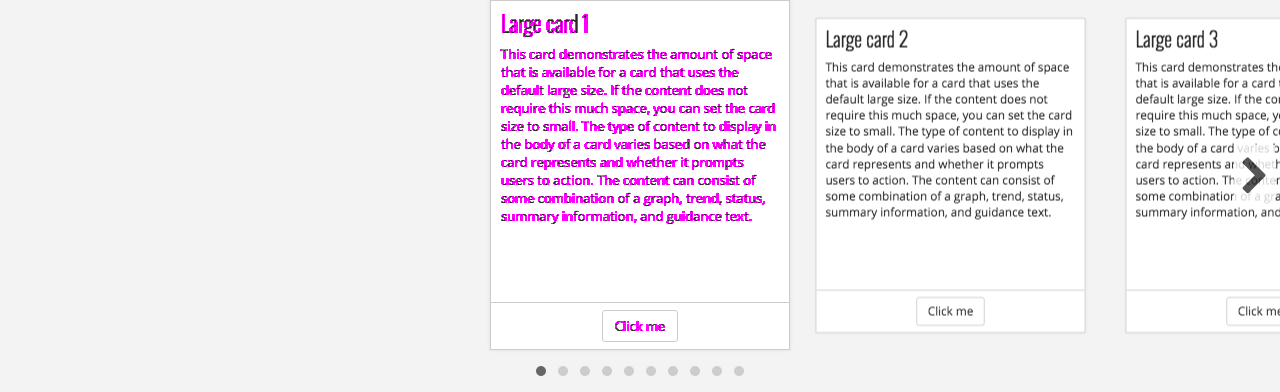 Large card 1
This card demonstrates the amount of space
that is available for a card that uses the
default large size. If the content does not
require this much space, you can set the card
size to small. The type of content to display in
the body of a card varies based on what the
card represents and whether it prompts
users to action. The content can consist of
some combination of a graph, trend, status,
summary information, and guidance text.
Click me
Large card 2
This card demonstrates the amount of space
that is available for a card that uses the
default large size. If the content does not
require this much space, you can set the card
size to small. The type of content to display in
the body of a card varies based on what the
card represents and whether it prompts
users to action. The content can consist of
some combination of a graph, trend, status,
summary information, and guidance text.
Click me
Large card 3
This card demonstrates
that is available for a card
default large size. If the
require this much space,
size to small. The type of
the body of a card varies
card represents
users to action.
some combination of a
summary information, and
Click